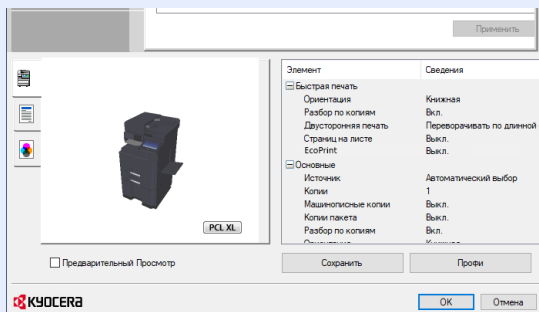 Применить
Элемент Сведения
Быстрая печать
Ориентация Книжная
Разбор по копиям Вкл.
Двусторонняя печать Переворачивать по длинной
Страниц на листе Выкл.
EcoPrint Выкл.
Основные
Источник Автоматический выбор
Копии 1
Машинописные копии Выкл.
Копии пакета Выкл.
Разбор по копиям Вкл.
PCL XL
Предварительный Просмотр
Сохранить Профи
KYOCERA
OK Отмена